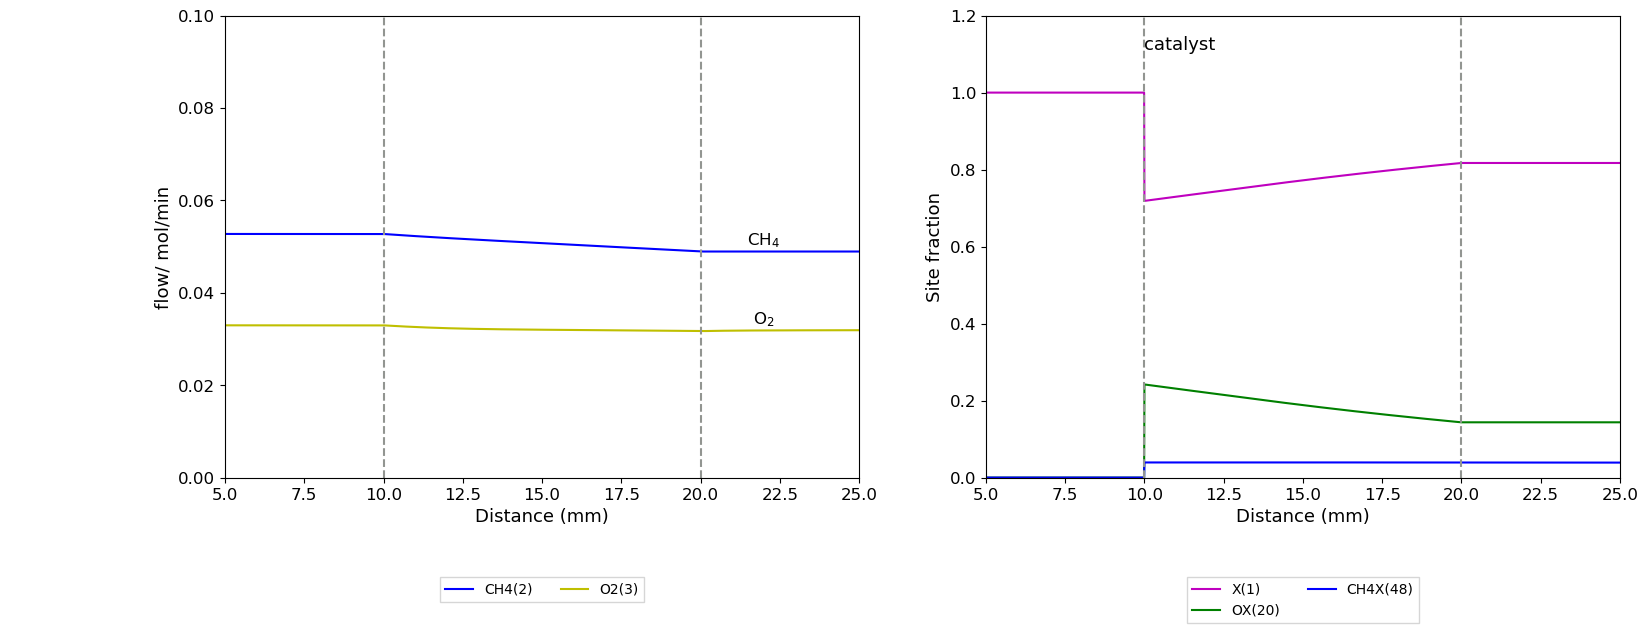 0.10
0.08
0.06
0.04
0.02
0.00
flow/ mol/min
CH₄
O₂
5.0 7.5 10.0 12.5 15.0 17.5 20.0 22.5 25.0
Distance (mm)
CH4(2) O2(3)
1.2
1.0
0.8
0.6
0.4
0.2
0.0
Site fraction
catalyst
5.0 7.5 10.0 12.5 15.0 17.5 20.0 22.5 25.0
Distance (mm)
X(1) CH4X(48)
OX(20)